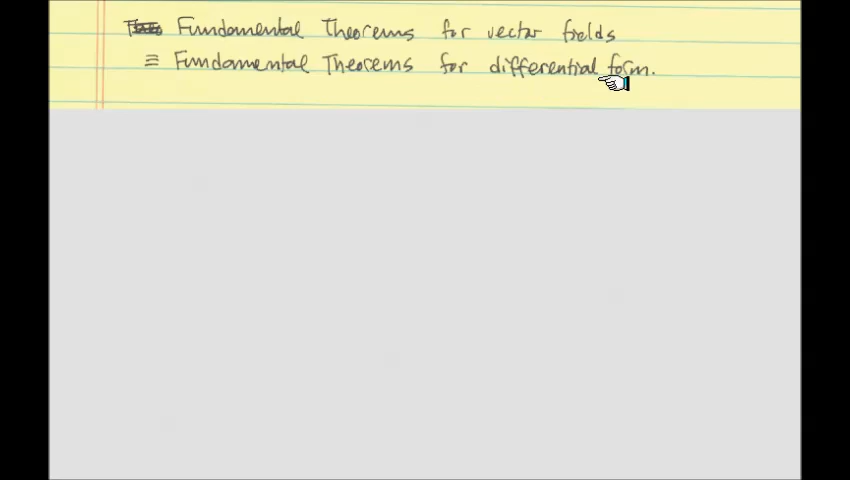 Fundamental Theorems for vector fields
≡ Fundamental Theorems for differential form.